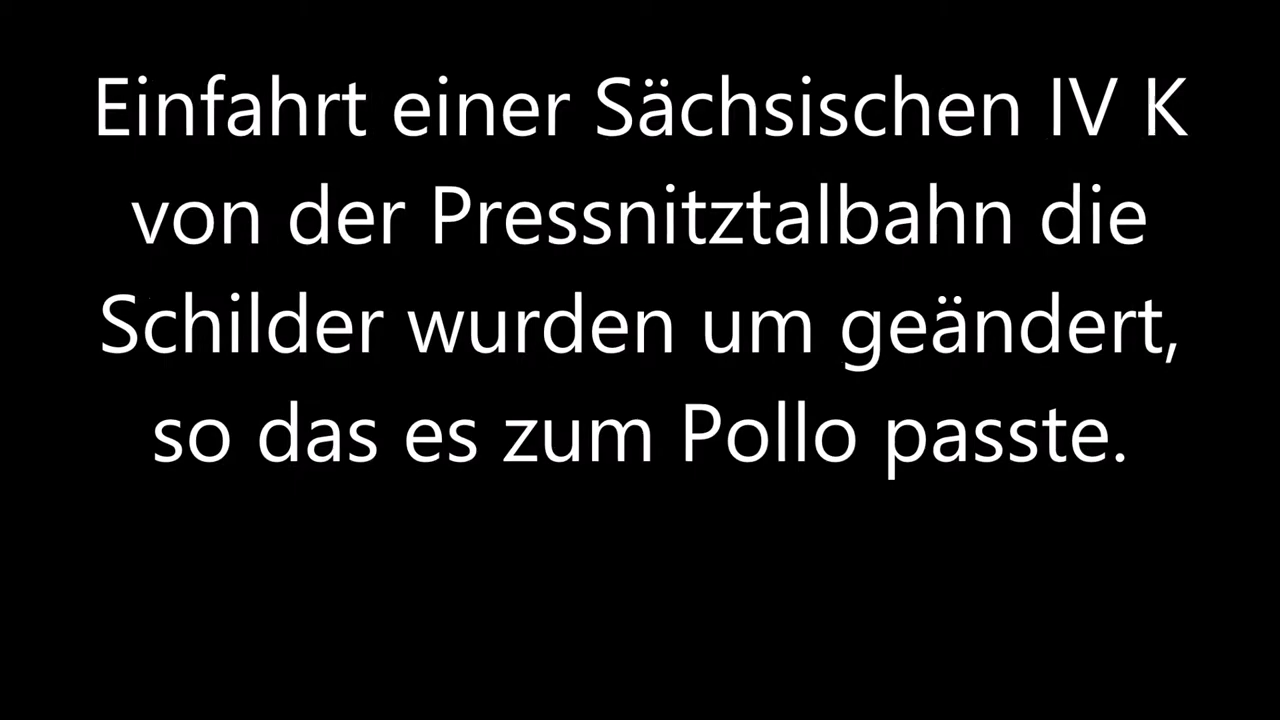 Einfahrt einer Sächsischen IV K
von der Pressnitztalbahn die
Schilder wurden um geändert,
so das es zum Pollo passte.